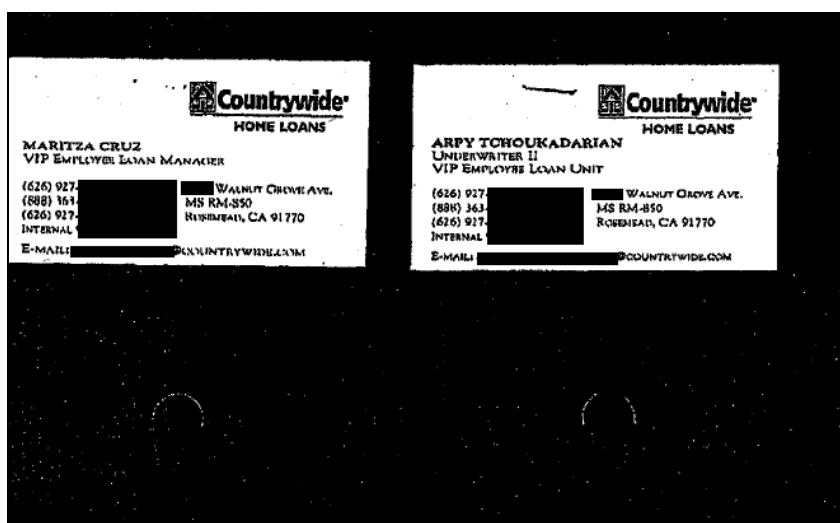 Countrywide
HOME LOANS
MARITZA CRUZ
VIP EMPLOYEE LOAN MANAGER
(626) 927-
(888) 363-
(626) 927-
INTERNAL
WALNUT GROVE AVE.
MS RM-850
ROSEMEAD, CA 91770
E-MAIL: @COUNTRYWIDE.COM
Countrywide
HOME LOANS
ARPY TCHOUKADARIAN
UNDERWRITER II
VIP EMPLOYEE LOAN UNIT
(626) 927-
(888) 363-
(626) 927-
INTERNAL
WALNUT GROVE AVE.
MS RM-850
ROSEMEAD, CA 91770
E-MAIL: @COUNTRYWIDE.COM